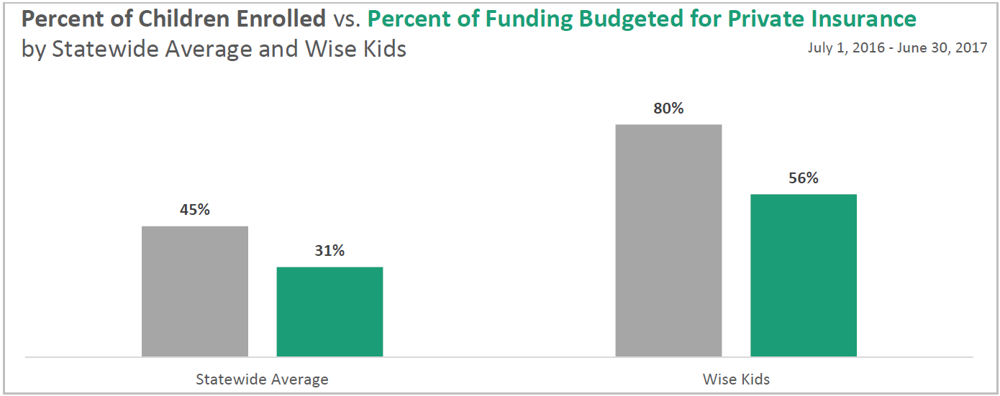 Percent of Children Enrolled vs. Percent of Funding Budgeted for Private Insurance
by Statewide Average and Wise Kids
July 1, 2016 - June 30, 2017
45%
31%
80%
56%
Statewide Average
Wise Kids